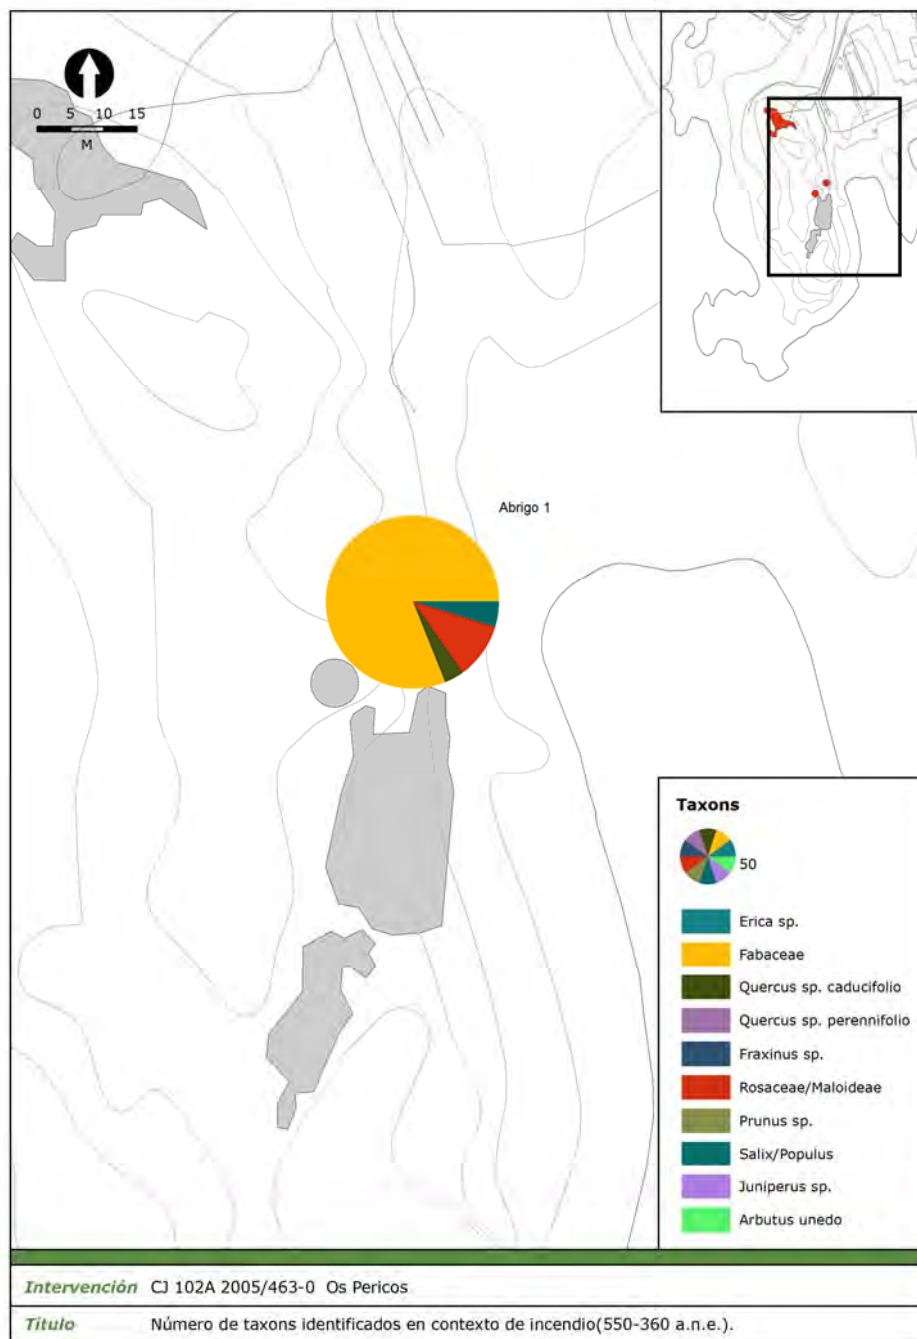 0 5 10 15
M
Abrigo 1
Taxons
50
Erica sp.
Fabaceae
Quercus sp. caducifolio
Quercus sp. perennifolio
Fraxinus sp.
Rosaceae/Maloideae
Prunus sp.
Salix/Populus
Juniperus sp.
Arbutus unedo
Intervención CJ 102A 2005/463-0 Os Pericos
Título Número de taxons identificados en contexto de incendio(550-360 a.n.e.).